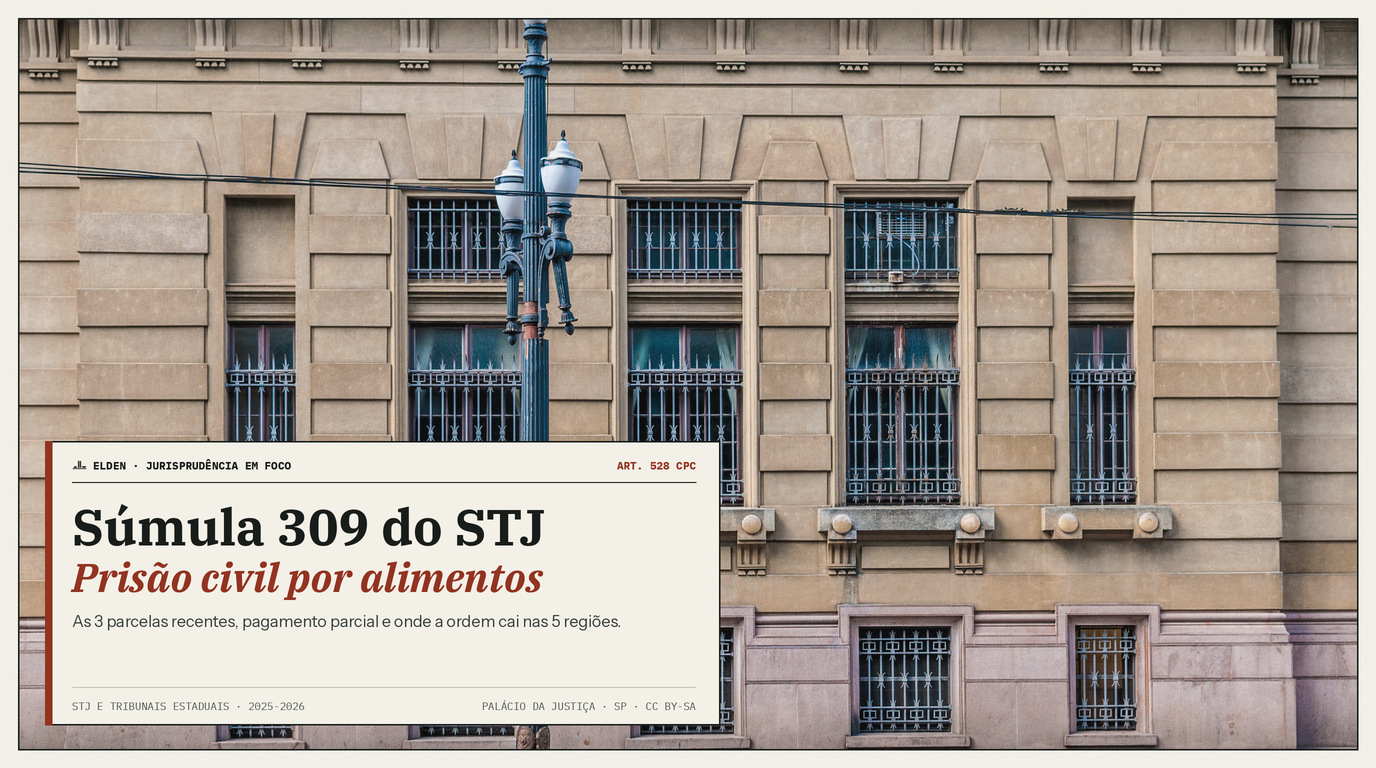 ELDEN · JURISPRUDÊNCIA EM FOCO
ART. 528 CPC
Súmula 309 do STJ
Prisão civil por alimentos
As 3 parcelas recentes, pagamento parcial e onde a ordem cai nas 5 regiões.
STJ E TRIBUNAIS ESTADUAIS · 2025-2026
PALÁCIO DA JUSTIÇA · SP · CC BY-SA